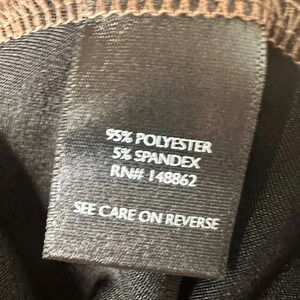 95% POLYESTER
5% SPANDEX
RN# 148862
SEE CARE ON REVERSE